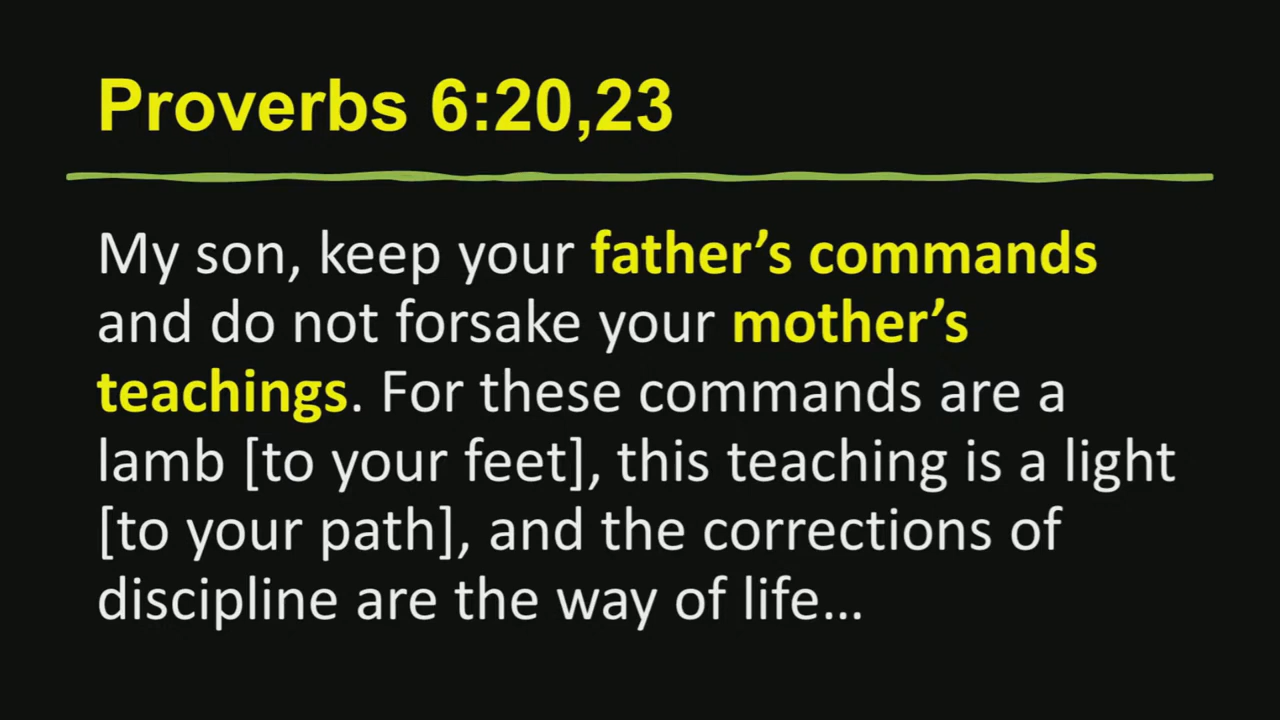 Proverbs 6:20,23
My son, keep your father’s commands
and do not forsake your mother’s
teachings. For these commands are a
lamb [to your feet], this teaching is a light
[to your path], and the corrections of
discipline are the way of life…